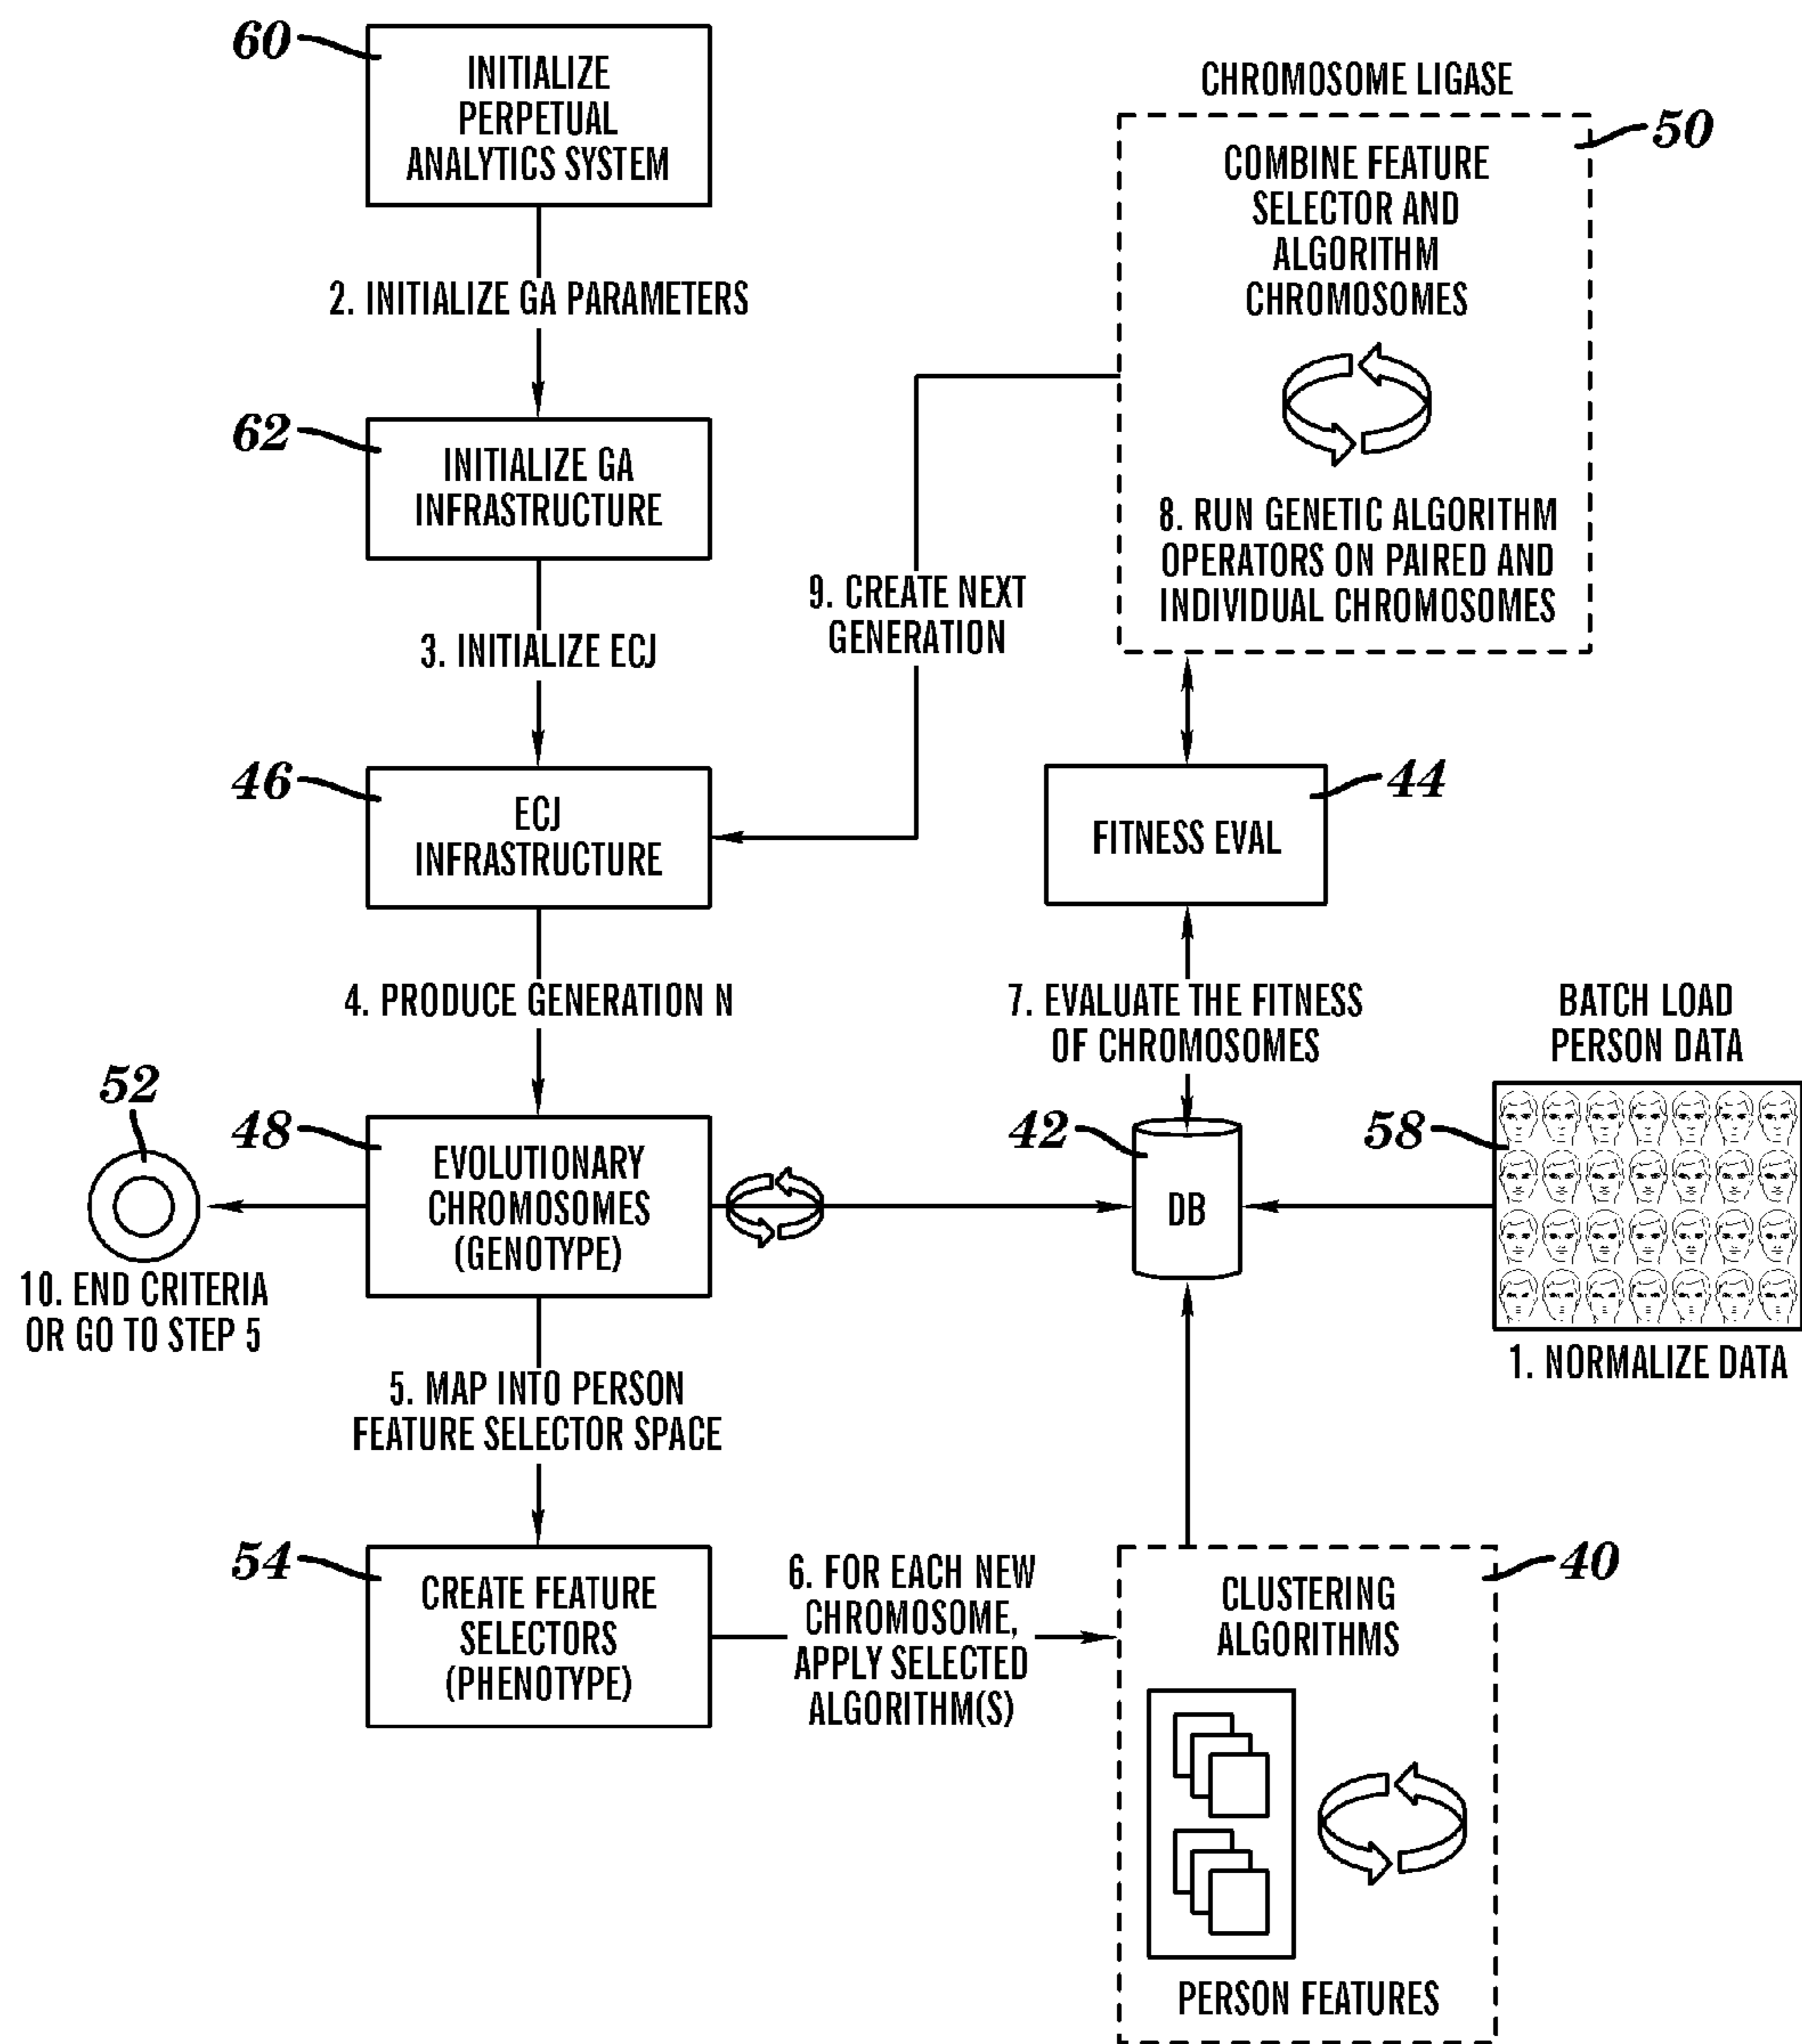 60
INITIALIZE
PERPETUAL
ANALYTICS SYSTEM
2. INITIALIZE GA PARAMETERS
62
INITIALIZE GA
INFRASTRUCTURE
3. INITIALIZE ECJ
46
ECJ
INFRASTRUCTURE
4. PRODUCE GENERATION N
52
10. END CRITERIA
OR GO TO STEP 5
48
EVOLUTIONARY
CHROMOSOMES
(GENOTYPE)
5. MAP INTO PERSON
FEATURE SELECTOR SPACE
54
CREATE FEATURE
SELECTORS
(PHENOTYPE)
6. FOR EACH NEW
CHROMOSOME,
APPLY SELECTED
ALGORITHM(S)
CHROMOSOME LIGASE
50
COMBINE FEATURE
SELECTOR AND
ALGORITHM
CHROMOSOMES
8. RUN GENETIC ALGORITHM
OPERATORS ON PAIRED AND
INDIVIDUAL CHROMOSOMES
9. CREATE NEXT
GENERATION
44
FITNESS EVAL
7. EVALUATE THE FITNESS
OF CHROMOSOMES
42
DB
BATCH LOAD
PERSON DATA
58
1. NORMALIZE DATA
40
CLUSTERING
ALGORITHMS
PERSON FEATURES